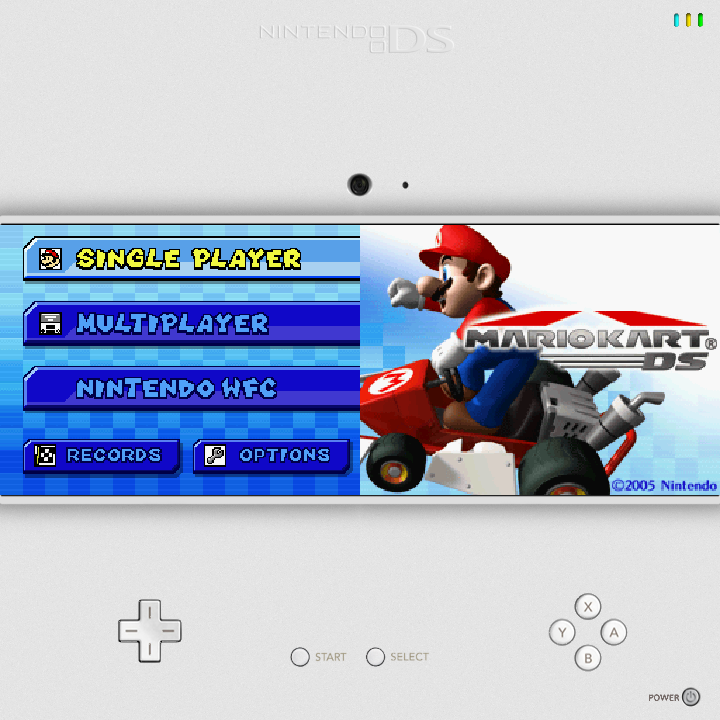 NINTENDO DS
SINGLE PLAYER
MULTIPLAYER
NINTENDO WFC
RECORDS
OPTIONS
MARIOKART®
DS
©2005 Nintendo
X
Y
A
B
START
SELECT
POWER